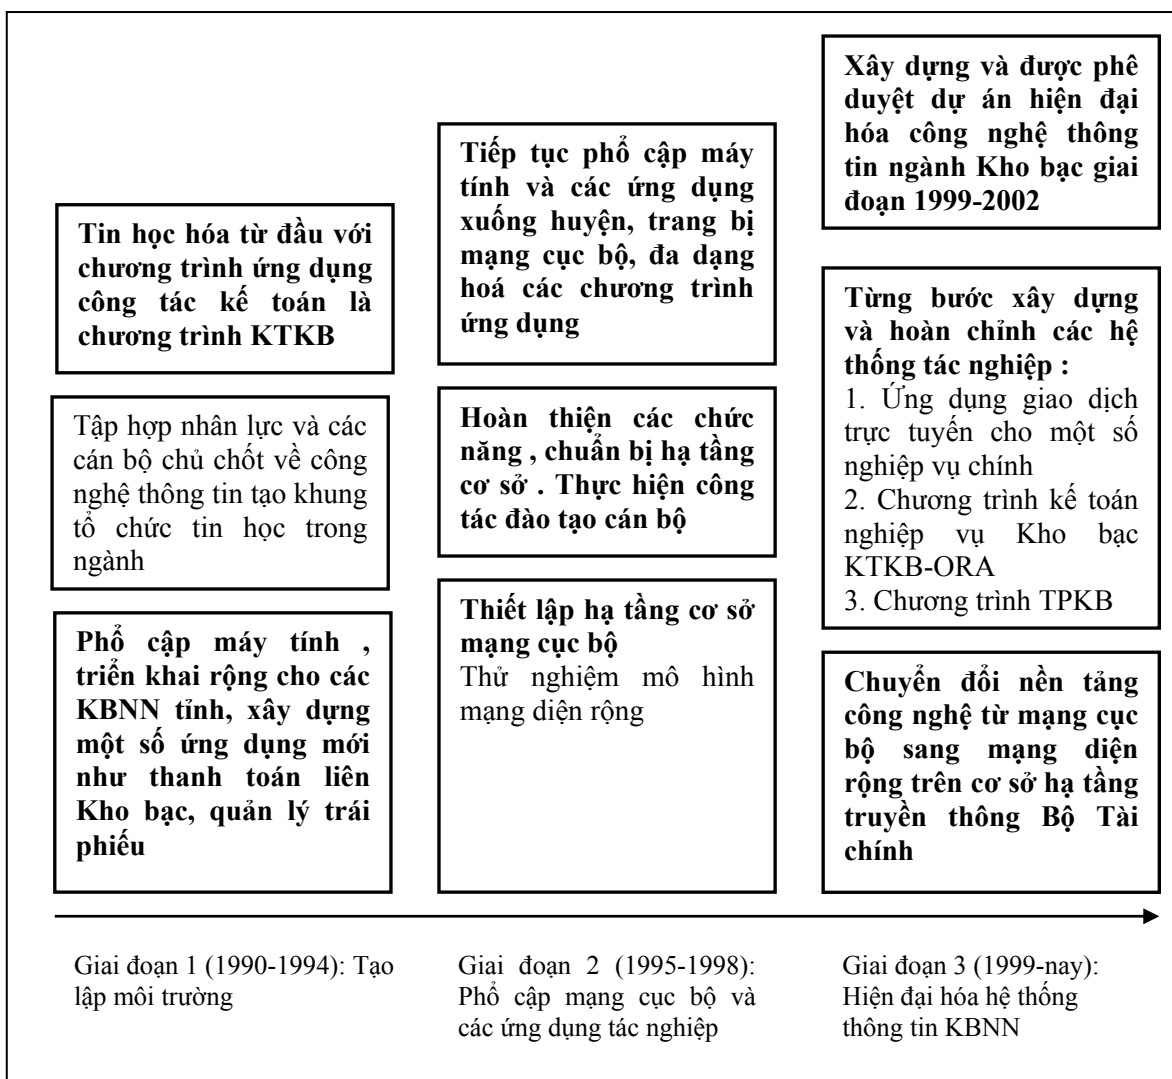 Tin học hóa từ đầu với
chương trình ứng dụng
công tác kế toán là
chương trình KTKB
Tập hợp nhân lực và các
cán bộ chủ chốt về công
nghệ thông tin tạo khung
tổ chức tin học trong
ngành
Phổ cập máy tính ,
triển khai rộng cho các
KBNN tỉnh, xây dựng
một số ứng dụng mới
như thanh toán liên
Kho bạc, quản lý trái
phiếu
Tiếp tục phổ cập máy
tính và các ứng dụng
xuống huyện, trang bị
mạng cục bộ, đa dạng
hoá các chương trình
ứng dụng
Hoàn thiện các chức
năng , chuẩn bị hạ tầng
cơ sở . Thực hiện công
tác đào tạo cán bộ
Thiết lập hạ tầng cơ sở
mạng cục bộ
Thử nghiệm mô hình
mạng diện rộng
Xây dựng và được phê
duyệt dự án hiện đại
hóa công nghệ thông
tin ngành Kho bạc giai
đoạn 1999-2002
Từng bước xây dựng
và hoàn chỉnh các hệ
thống tác nghiệp :
1. Ứng dụng giao dịch
trực tuyến cho một số
nghiệp vụ chính
2. Chương trình kế toán
nghiệp vụ Kho bạc
KTKB-ORA
3. Chương trình TPKB
Chuyển đổi nền tảng
công nghệ từ mạng cục
bộ sang mạng diện
rộng trên cơ sở hạ tầng
truyền thông Bộ Tài
chính
Giai đoạn 1 (1990-1994): Tạo
lập môi trường
Giai đoạn 2 (1995-1998):
Phổ cập mạng cục bộ và
các ứng dụng tác nghiệp
Giai đoạn 3 (1999-nay):
Hiện đại hóa hệ thống
thông tin KBNN